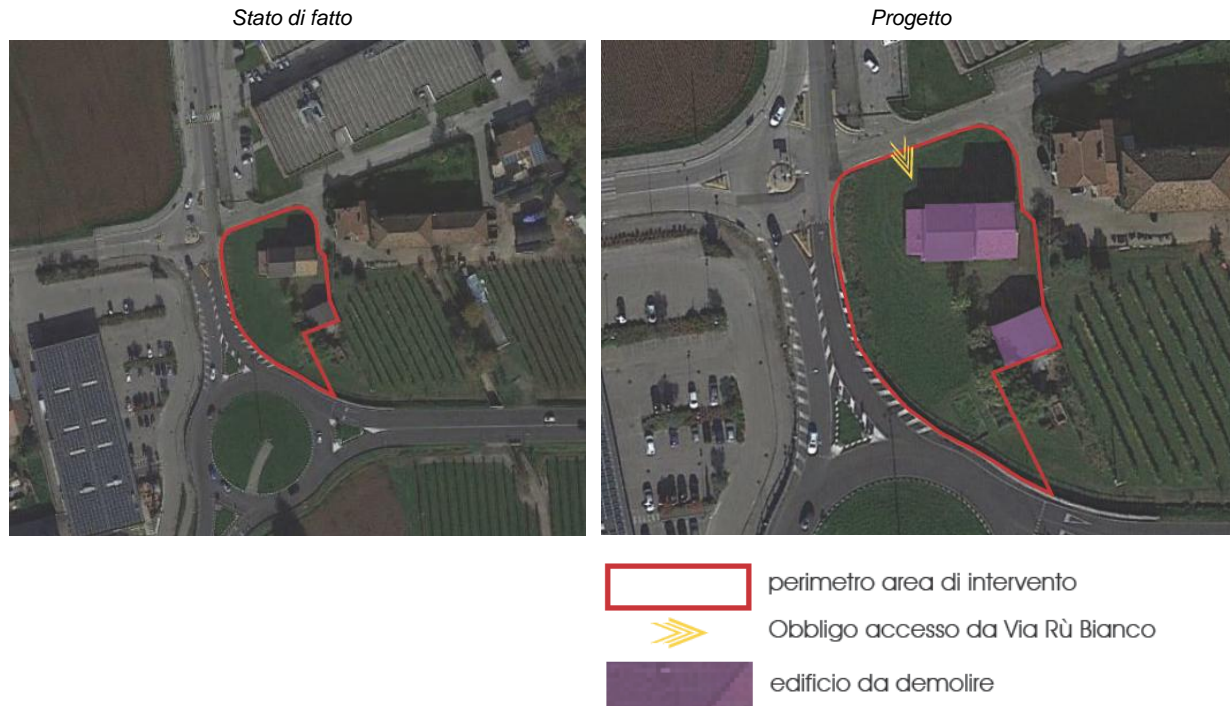 Stato di fatto
Progetto
perimetro area di intervento
Obbligo accesso da Via Rù Bianco
edificio da demolire